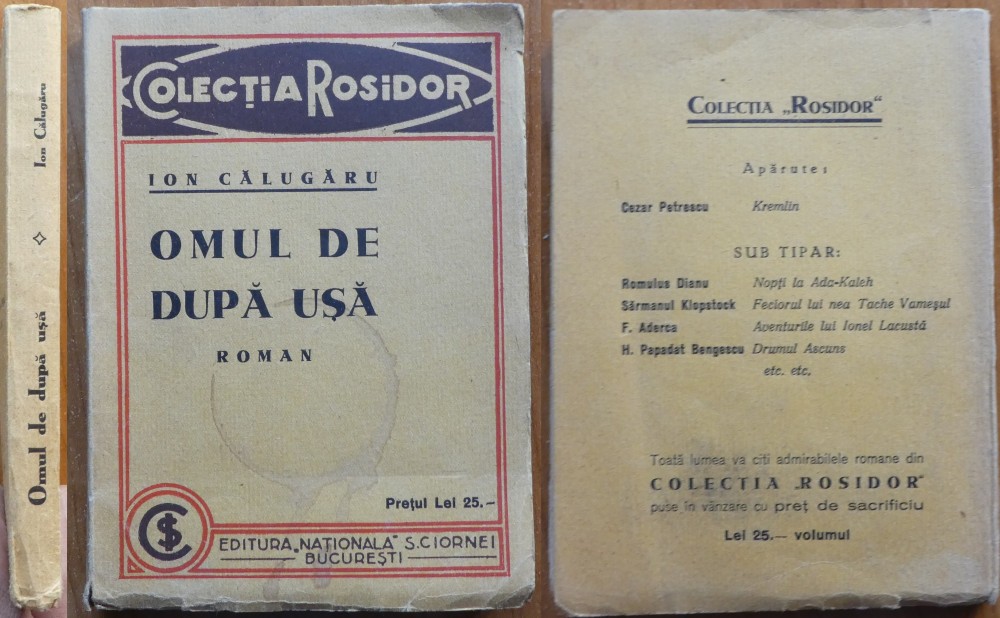 Omul de după ușă ✧ Ion Călugăru
COLECȚIA ROSIDOR
ION CĂLUGĂRU
OMUL DE
DUPĂ UȘĂ
ROMAN
Prețul Lei 25.—
CSI
EDITURA „NAȚIONALA" S.CIORNEI
BUCUREȘTI
COLECȚIA „ROSIDOR"
Apărute:
Cezar Petrescu Kremlin
SUB TIPAR:
Romulus Dianu Nopți la Ada-Kaleh
Sărmanul Klopstock Feciorul lui nea Tache Vameșul
F. Aderca Aventurile lui Ionel Lacustă
H. Papadat Bengescu Drumul Ascuns
etc. etc,
Toată lumea va citi admirabilele romane din
COLECTIA „ROSIDOR"
puse în vânzare cu preț de sacrificiu
Lei 25.— volumul